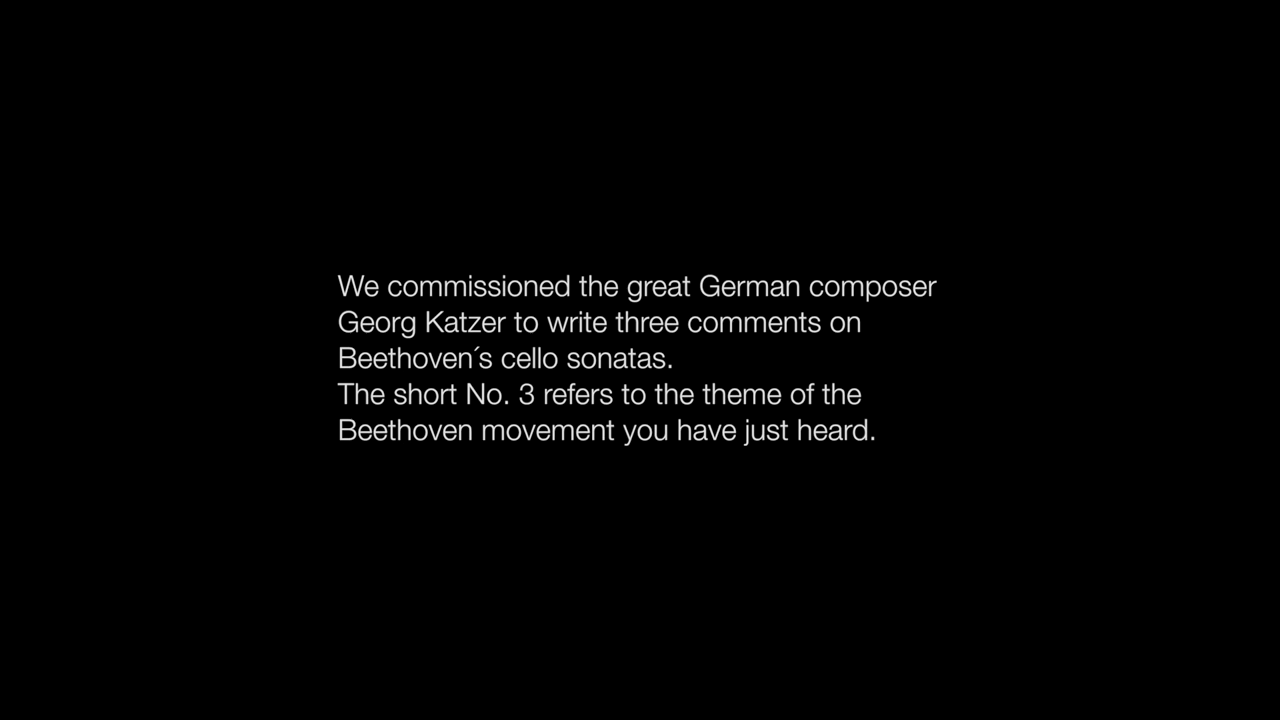 We commissioned the great German composer
Georg Katzer to write three comments on
Beethoven´s cello sonatas.
The short No. 3 refers to the theme of the
Beethoven movement you have just heard.